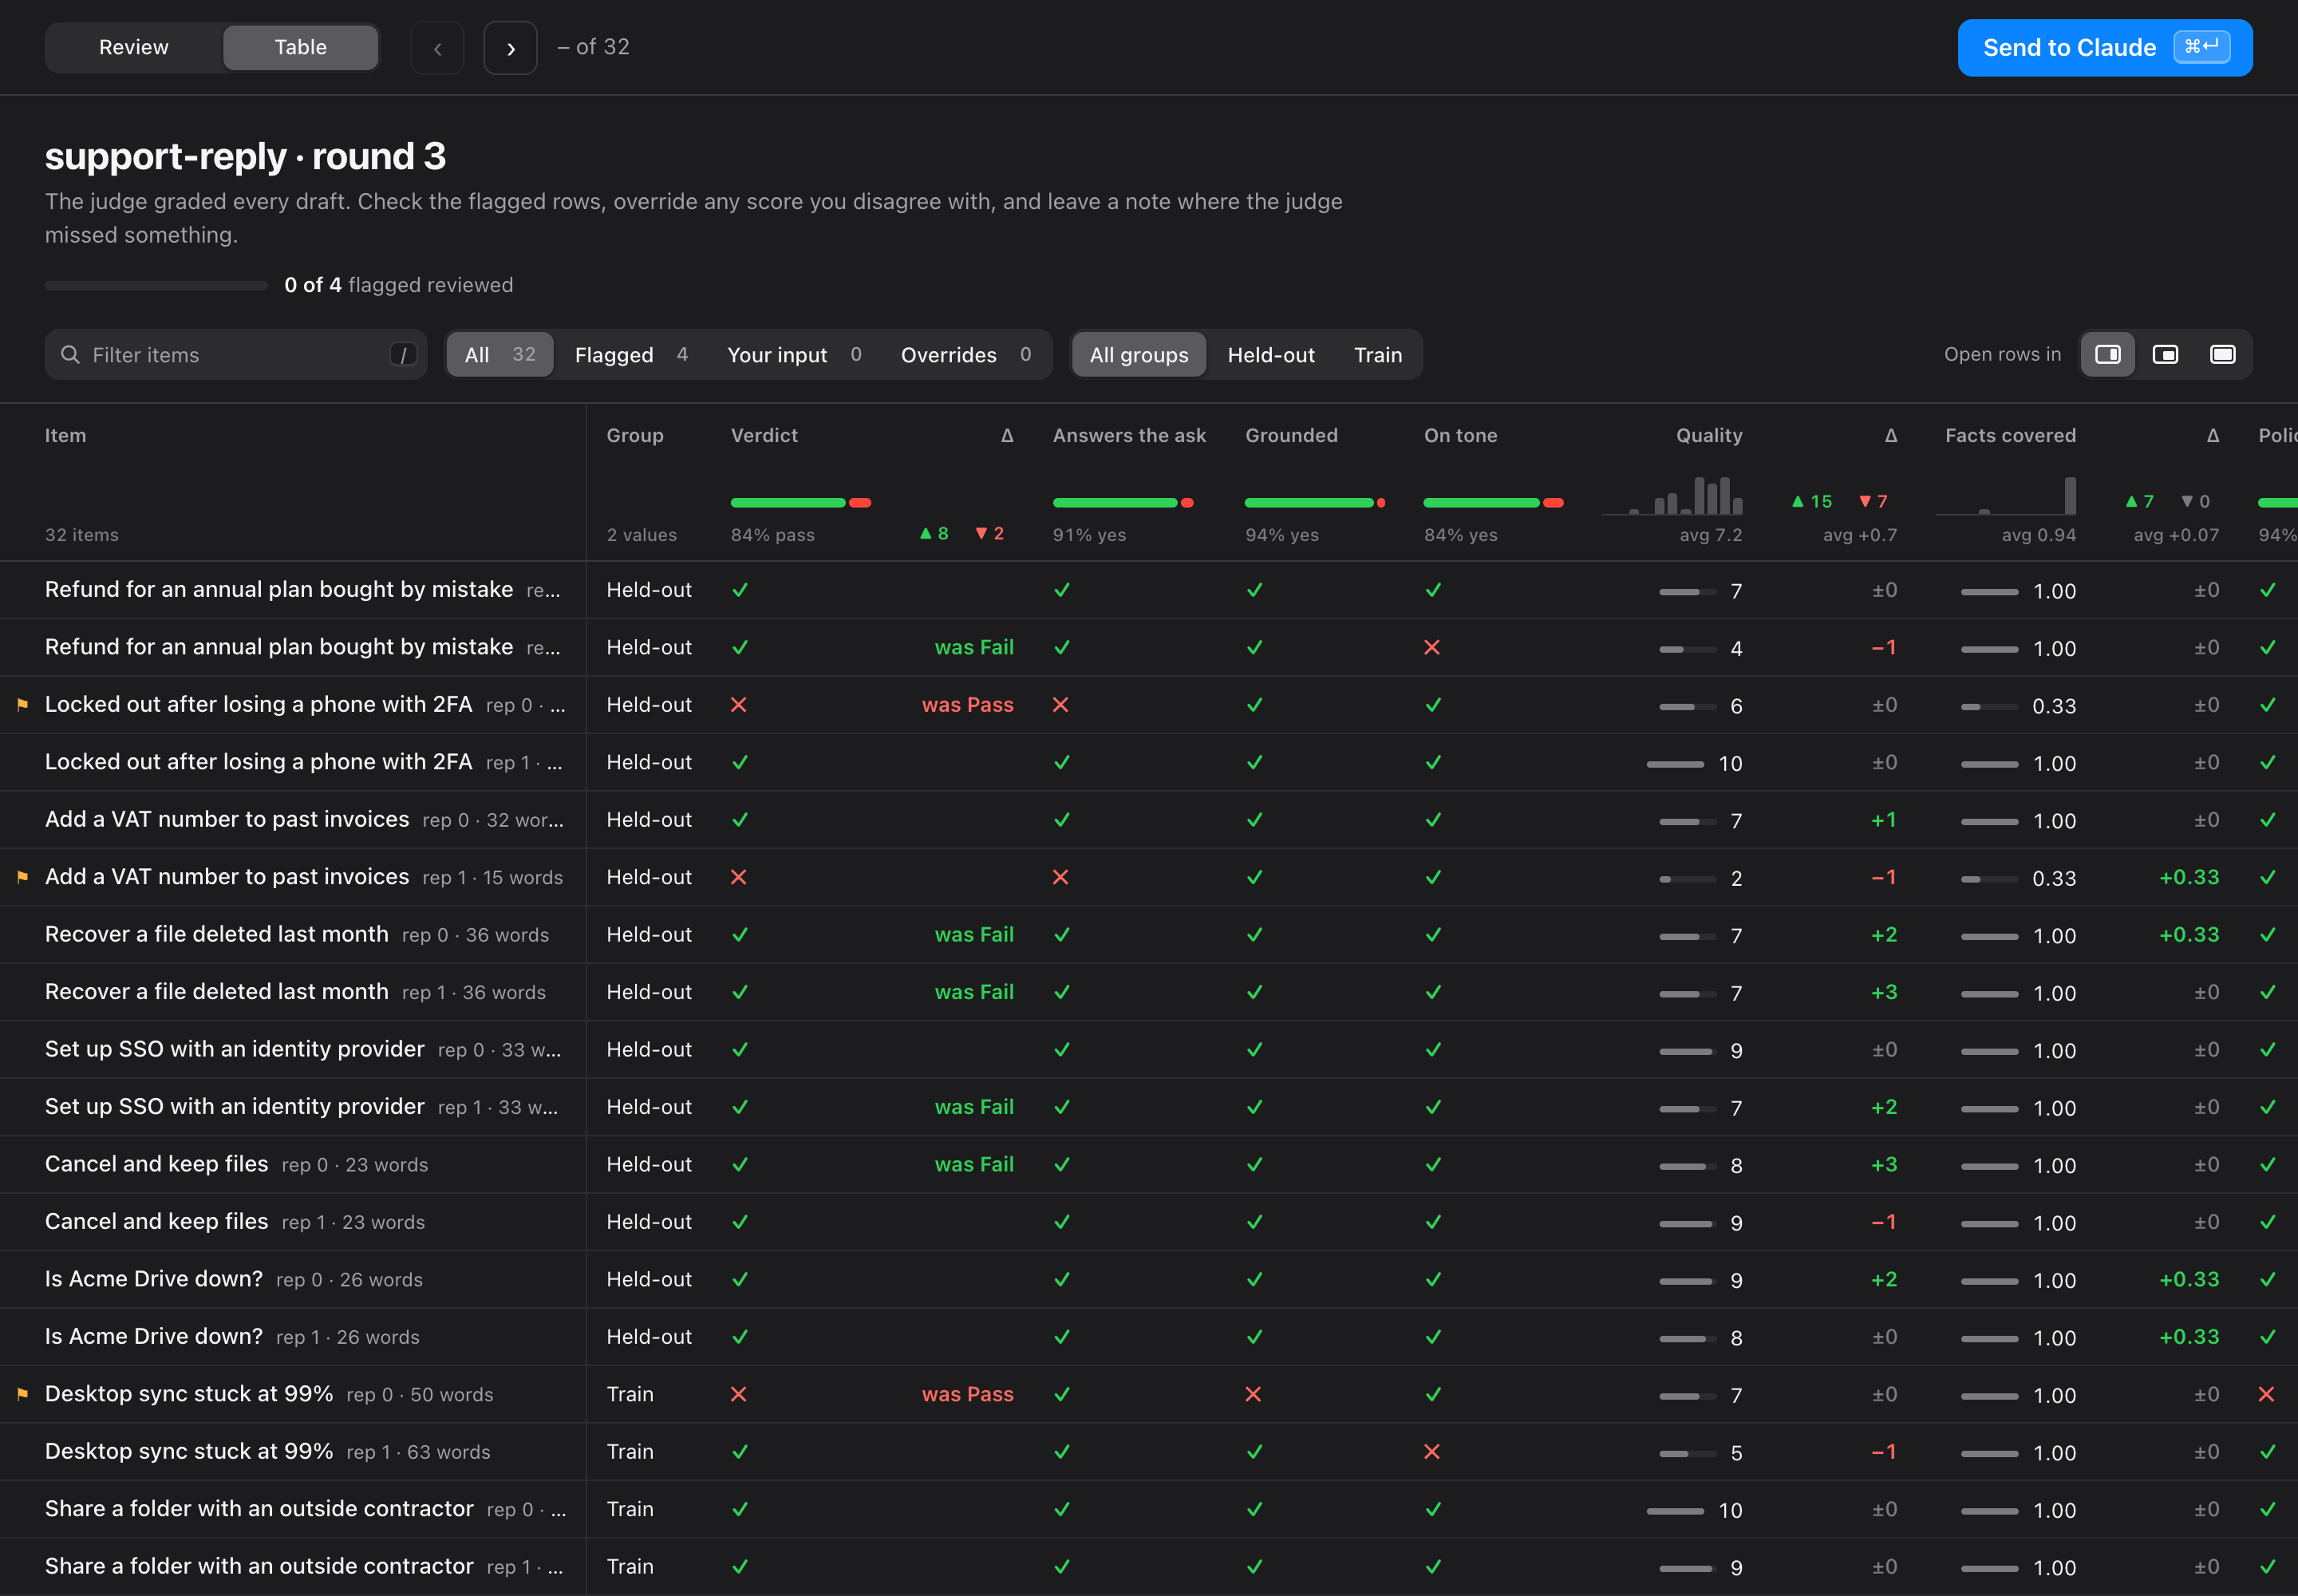 Review Table ‹ › – of 32 Send to Claude ⌘↵
support-reply · round 3
The judge graded every draft. Check the flagged rows, override any score you disagree with, and leave a note where the judge
missed something.
0 of 4 flagged reviewed
Filter items / All 32 Flagged 4 Your input 0 Overrides 0 All groups Held-out Train Open rows in
Item Group Verdict Δ Answers the ask Grounded On tone Quality Δ Facts covered Δ Polic
▲ 15 ▼ 7 ▲ 7 ▼ 0
32 items 2 values 84% pass ▲ 8 ▼ 2 91% yes 94% yes 84% yes avg 7.2 avg +0.7 avg 0.94 avg +0.07 94%
Refund for an annual plan bought by mistake re... Held-out ✓ ✓ ✓ ✓ 7 ±0 1.00 ±0 ✓
Refund for an annual plan bought by mistake re... Held-out ✓ was Fail ✓ ✓ ✕ 4 −1 1.00 ±0 ✓
Locked out after losing a phone with 2FA rep 0 · ... Held-out ✕ was Pass ✕ ✓ ✓ 6 ±0 0.33 ±0 ✓
Locked out after losing a phone with 2FA rep 1 · ... Held-out ✓ ✓ ✓ ✓ 10 ±0 1.00 ±0 ✓
Add a VAT number to past invoices rep 0 · 32 wor... Held-out ✓ ✓ ✓ ✓ 7 +1 1.00 ±0 ✓
Add a VAT number to past invoices rep 1 · 15 words Held-out ✕ ✕ ✓ ✓ 2 −1 0.33 +0.33 ✓
Recover a file deleted last month rep 0 · 36 words Held-out ✓ was Fail ✓ ✓ ✓ 7 +2 1.00 +0.33 ✓
Recover a file deleted last month rep 1 · 36 words Held-out ✓ was Fail ✓ ✓ ✓ 7 +3 1.00 ±0 ✓
Set up SSO with an identity provider rep 0 · 33 w... Held-out ✓ ✓ ✓ ✓ 9 ±0 1.00 ±0 ✓
Set up SSO with an identity provider rep 1 · 33 w... Held-out ✓ was Fail ✓ ✓ ✓ 7 +2 1.00 ±0 ✓
Cancel and keep files rep 0 · 23 words Held-out ✓ was Fail ✓ ✓ ✓ 8 +3 1.00 ±0 ✓
Cancel and keep files rep 1 · 23 words Held-out ✓ ✓ ✓ ✓ 9 −1 1.00 ±0 ✓
Is Acme Drive down? rep 0 · 26 words Held-out ✓ ✓ ✓ ✓ 9 +2 1.00 +0.33 ✓
Is Acme Drive down? rep 1 · 26 words Held-out ✓ ✓ ✓ ✓ 8 ±0 1.00 +0.33 ✓
Desktop sync stuck at 99% rep 0 · 50 words Train ✕ was Pass ✓ ✕ ✓ 7 ±0 1.00 ±0 ✕
Desktop sync stuck at 99% rep 1 · 63 words Train ✓ ✓ ✓ ✕ 5 −1 1.00 ±0 ✓
Share a folder with an outside contractor rep 0 · ... Train ✓ ✓ ✓ ✓ 10 ±0 1.00 ±0 ✓
Share a folder with an outside contractor rep 1 · ... Train ✓ ✓ ✓ ✓ 9 ±0 1.00 ±0 ✓